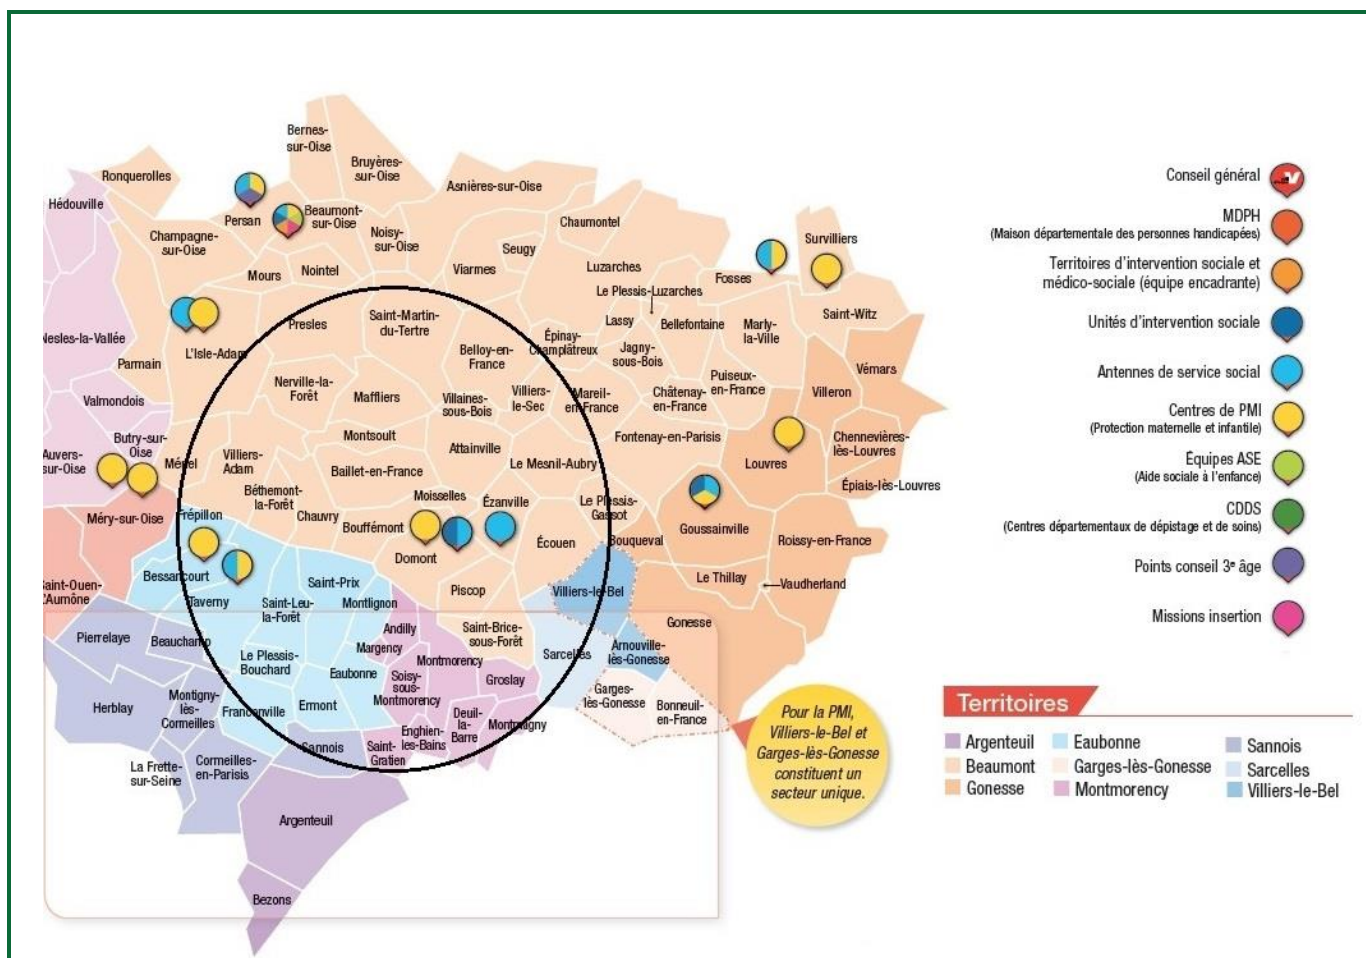 Bernes-
sur-Oise
Bruyères-
sur-Oise
Ronquerolles
Asnières-sur-Oise
Hédouville
Persan
Beaumont-
sur-Oise
Chaumontel
Champagne-
sur-Oise
Noisy-
sur-Oise
Seugy
Survilliers
Mours
Nointel
Viarmes
Luzarches
Fosses
Le Plessis-Luzarches
Presles
Saint-Martin-
du-Tertre
Lassy
Bellefontaine
Marly-
la-Ville
Saint-Witz
Nesles-la-Vallée
Parmain
L'Isle-Adam
Belloy-en-
France
Épinay-
Champlâtreux
Jagny-
sous-Bois
Vémars
Nerville-la-
Forêt
Maffliers
Villaines-
sous-Bois
Villiers-
le-Sec
Mareil-
en-France
Châtenay-
en-France
Puiseux-
en-France
Villeron
Valmondois
Butry-sur-
Oise
Montsoult
Fontenay-en-Parisis
Chennevières-
lès-Louvres
Auvers-
sur-Oise
Mériel
Villiers-
Adam
Attainville
Le Mesnil-Aubry
Louvres
Baillet-en-France
Épiais-lès-Louvres
Béthemont-
la-Forêt
Chauvry
Moisselles
Ézanville
Le Plessis-
Gassot
Méry-sur-Oise
Frépillon
Bouffémont
Goussainville
Domont
Écouen
Bouqueval
Roissy-en-France
Saint-Ouen-
L'Aumône
Bessancourt
Saint-Prix
Piscop
Villiers-le-Bel
Le Thillay
Vaudherland
Taverny
Saint-Leu-
la-Forêt
Montlignon
Pierrelaye
Beauchamp
Andilly
Saint-Brice-
sous-Forêt
Gonesse
Margency
Le Plessis-
Bouchard
Montmorency
Sarcelles
Arnouville-
lès-Gonesse
Eaubonne
Soisy-
sous-
Montmorency
Groslay
Herblay
Montigny-
lès-
Cormeilles
Franconville
Ermont
Garges-
lès-Gonesse
Bonneuil-
en-France
Deuil-
la-
Barre
Montmagny
Enghien-
les-Bains
Sannois
Saint-
Gratien
La Frette-
sur-Seine
Cormeilles-
en-Parisis
Argenteuil
Bezons
Pour la PMI,
Villiers-le-Bel et
Garges-lès-Gonesse
constituent un
secteur unique.
Conseil général
MDPH
(Maison départementale des personnes handicapées)
Territoires d'intervention sociale et
médico-sociale (équipe encadrante)
Unités d'intervention sociale
Antennes de service social
Centres de PMI
(Protection maternelle et infantile)
Équipes ASE
(Aide sociale à l'enfance)
CDDS
(Centres départementaux de dépistage et de soins)
Points conseil 3e âge
Missions insertion
Territoires
Argenteuil
Beaumont
Gonesse
Eaubonne
Garges-lès-Gonesse
Montmorency
Sannois
Sarcelles
Villiers-le-Bel